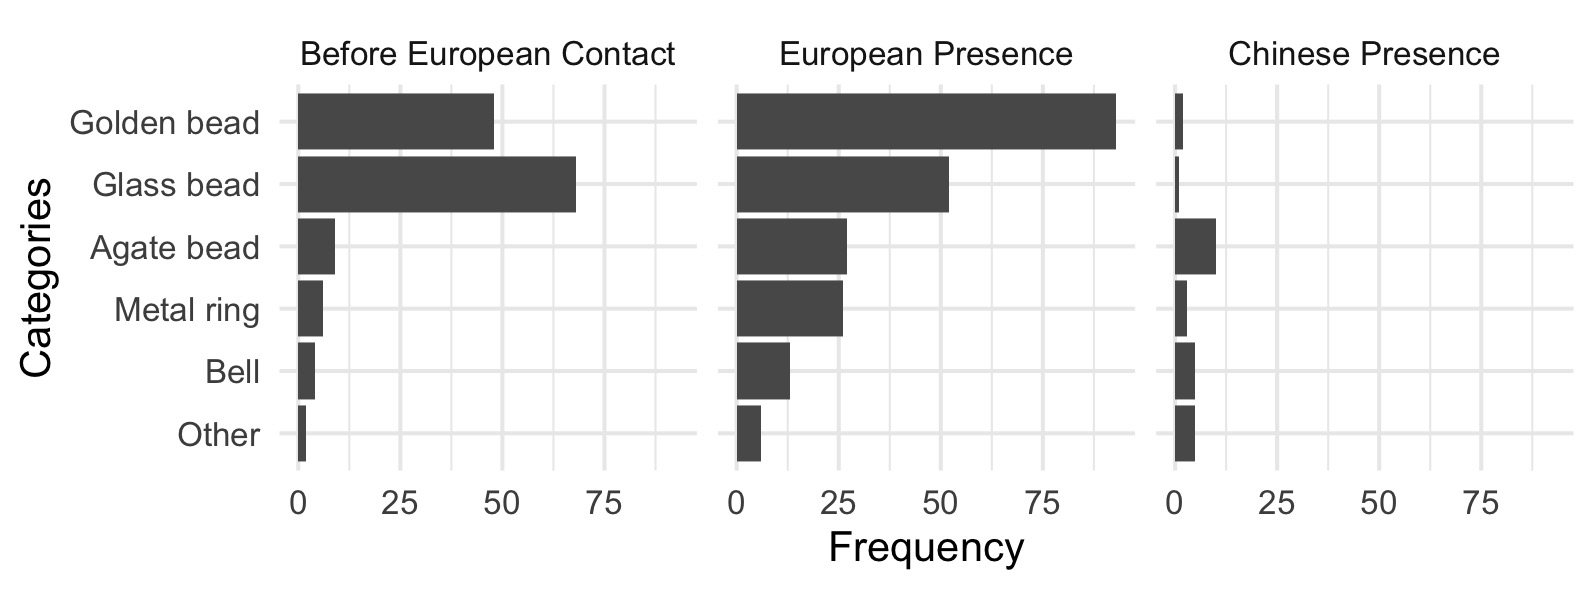 Before European Contact
European Presence
Chinese Presence
Categories
Golden bead
Glass bead
Agate bead
Metal ring
Bell
Other
0 25 50 75
0 25 50 75
0 25 50 75
Frequency